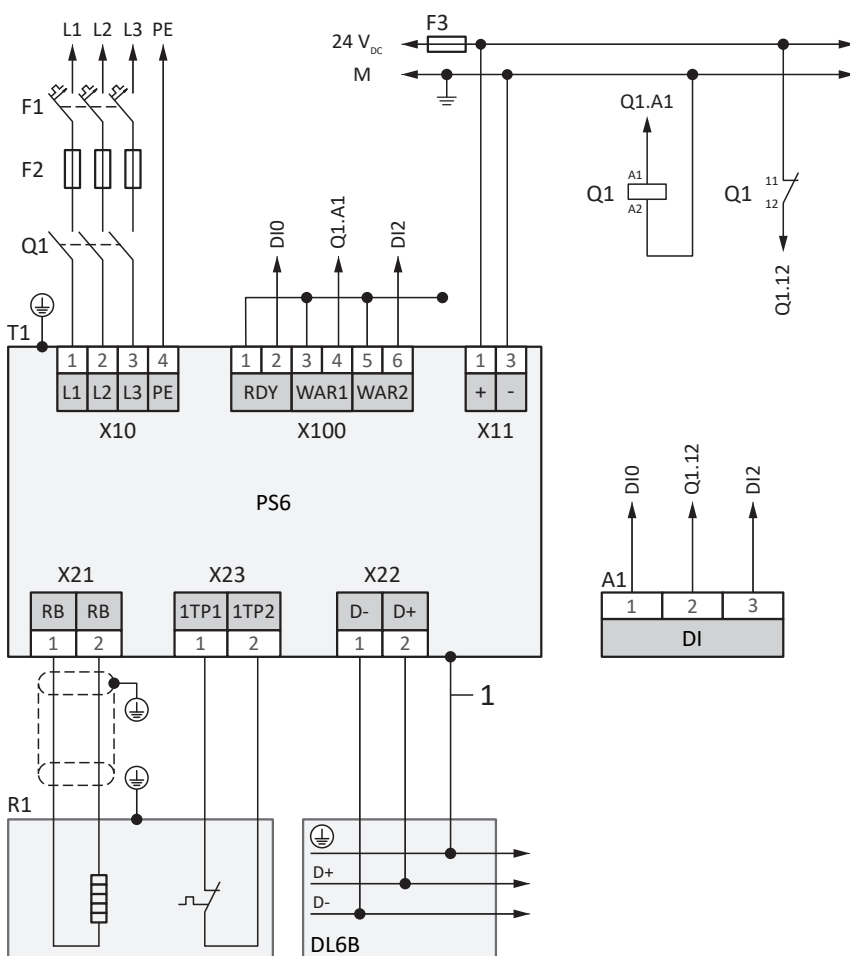 L1 L2 L3 PE
F3
24 V DC
M
F1
F2
Q1
DI0
Q1.A1
DI2
Q1.A1
Q1
A1
A2
Q1
11
12
Q1.12
T1
1 2 3 4
L1 L2 L3 PE
X10
1 2 3 4 5 6
RDY WAR1 WAR2
X100
1 3
+ -
X11
PS6
DI0
Q1.12
DI2
A1
1 2 3
DI
X21
RB RB
1 2
X23
1TP1 1TP2
1 2
X22
D- D+
1 2
1
R1
D+
D-
DL6B